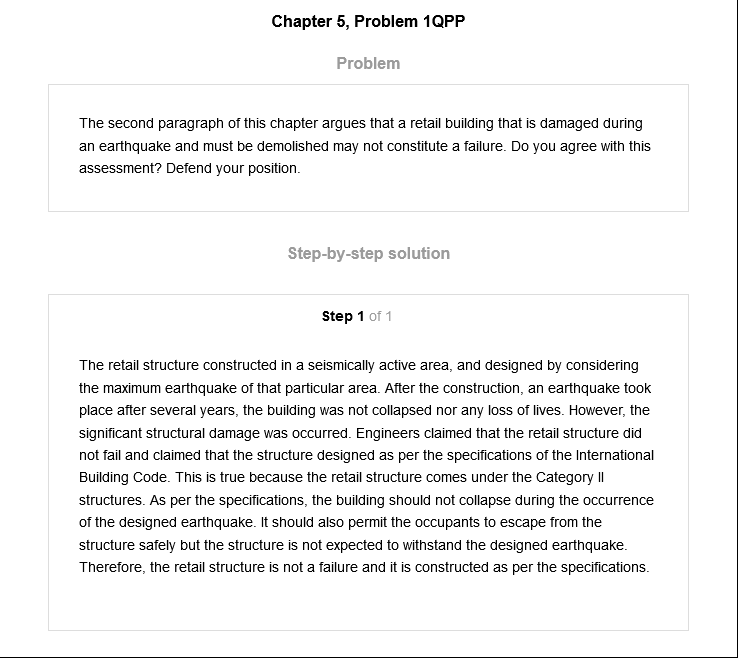 Chapter 5, Problem 1QPP
Problem
The second paragraph of this chapter argues that a retail building that is damaged during
an earthquake and must be demolished may not constitute a failure. Do you agree with this
assessment? Defend your position.
Step-by-step solution
Step 1 of 1
The retail structure constructed in a seismically active area, and designed by considering
the maximum earthquake of that particular area. After the construction, an earthquake took
place after several years, the building was not collapsed nor any loss of lives. However, the
significant structural damage was occurred. Engineers claimed that the retail structure did
not fail and claimed that the structure designed as per the specifications of the International
Building Code. This is true because the retail structure comes under the Category II
structures. As per the specifications, the building should not collapse during the occurrence
of the designed earthquake. It should also permit the occupants to escape from the
structure safely but the structure is not expected to withstand the designed earthquake.
Therefore, the retail structure is not a failure and it is constructed as per the specifications.